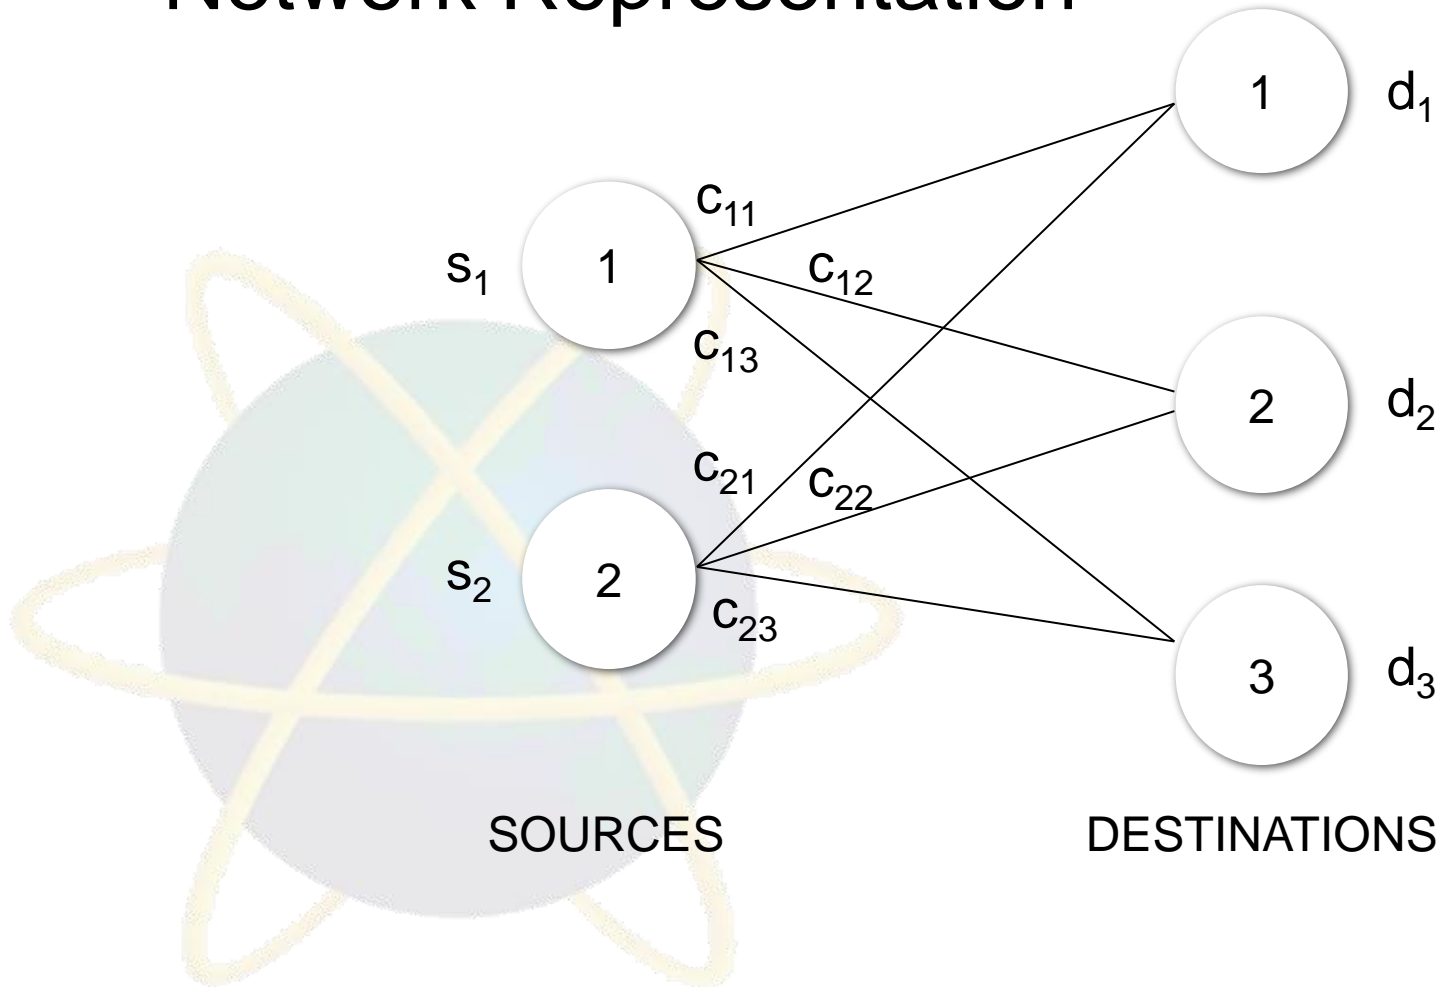 Network Representation
1 d1
c11
s1 1 c12
c13
2 d2
c21 c22
s2 2
c23
3 d3
SOURCES DESTINATIONS